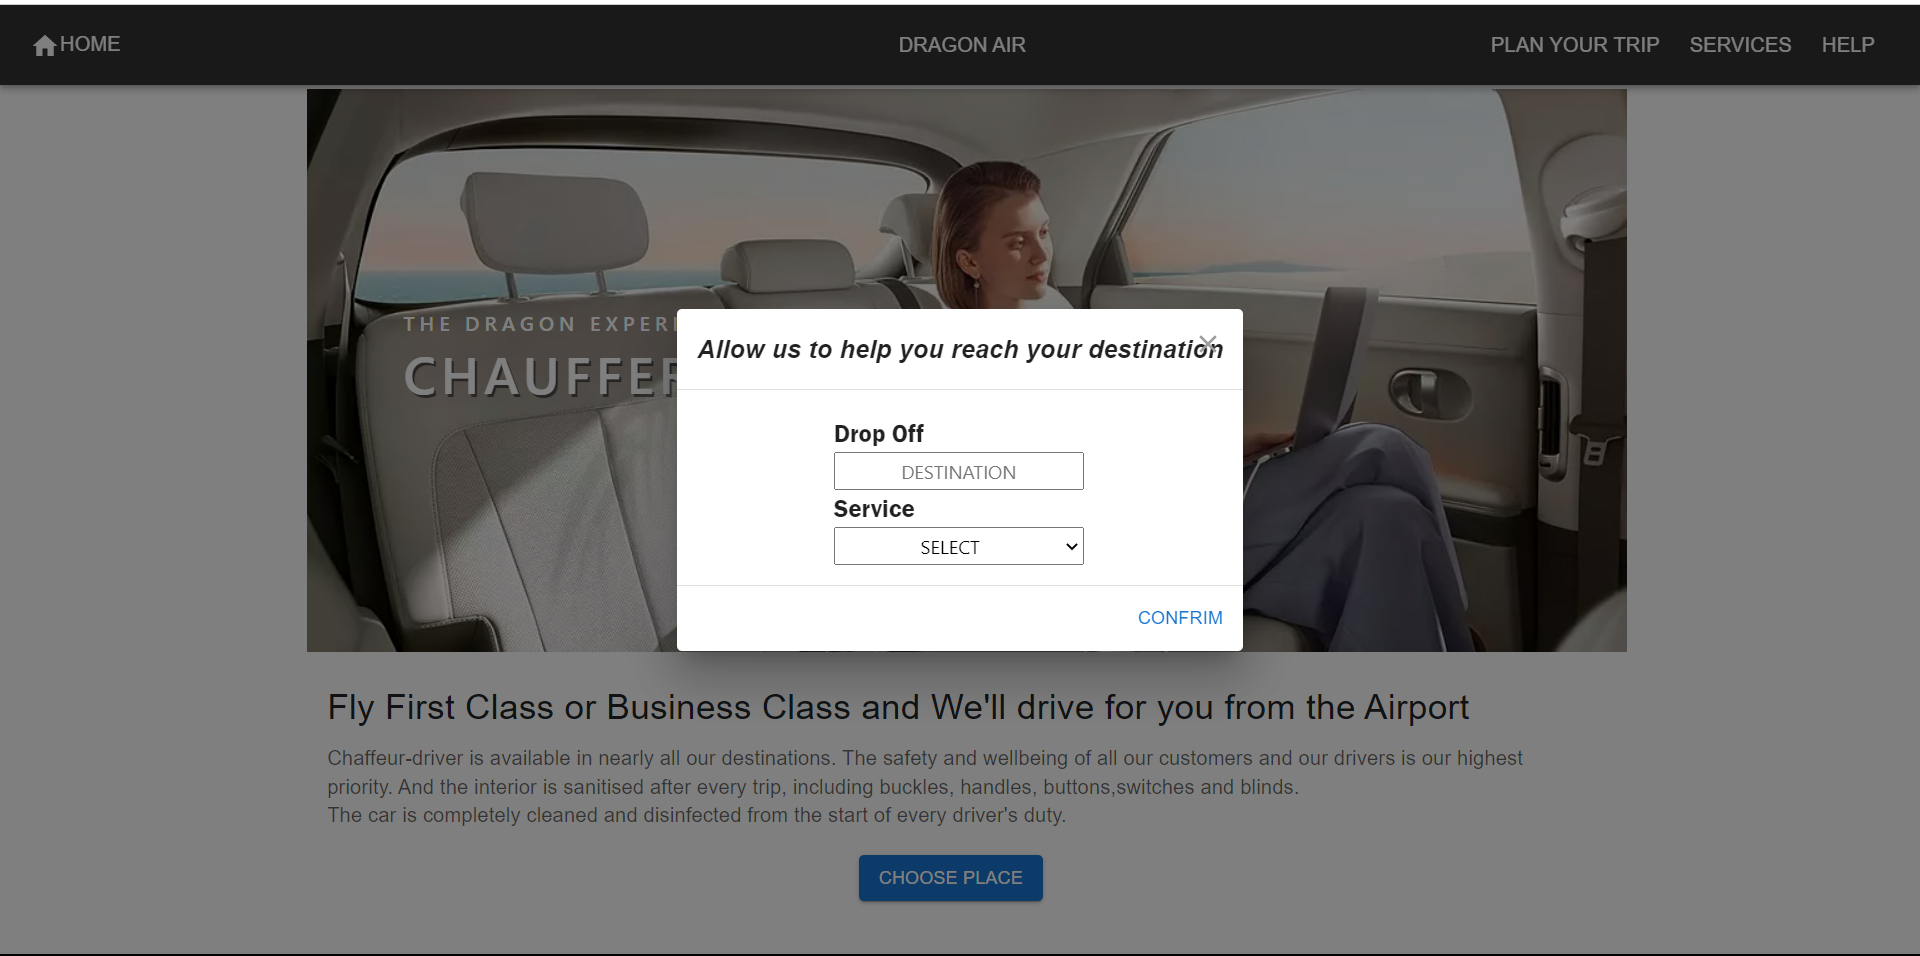 HOME
DRAGON AIR
PLAN YOUR TRIP
SERVICES
HELP
THE DRAGON EXPERI
CHAUFFER
Allow us to help you reach your destination
Drop Off
DESTINATION
Service
SELECT
CONFRIM
Fly First Class or Business Class and We'll drive for you from the Airport
Chaffeur-driver is available in nearly all our destinations. The safety and wellbeing of all our customers and our drivers is our highest
priority. And the interior is sanitised after every trip, including buckles, handles, buttons,switches and blinds.
The car is completely cleaned and disinfected from the start of every driver's duty.
CHOOSE PLACE